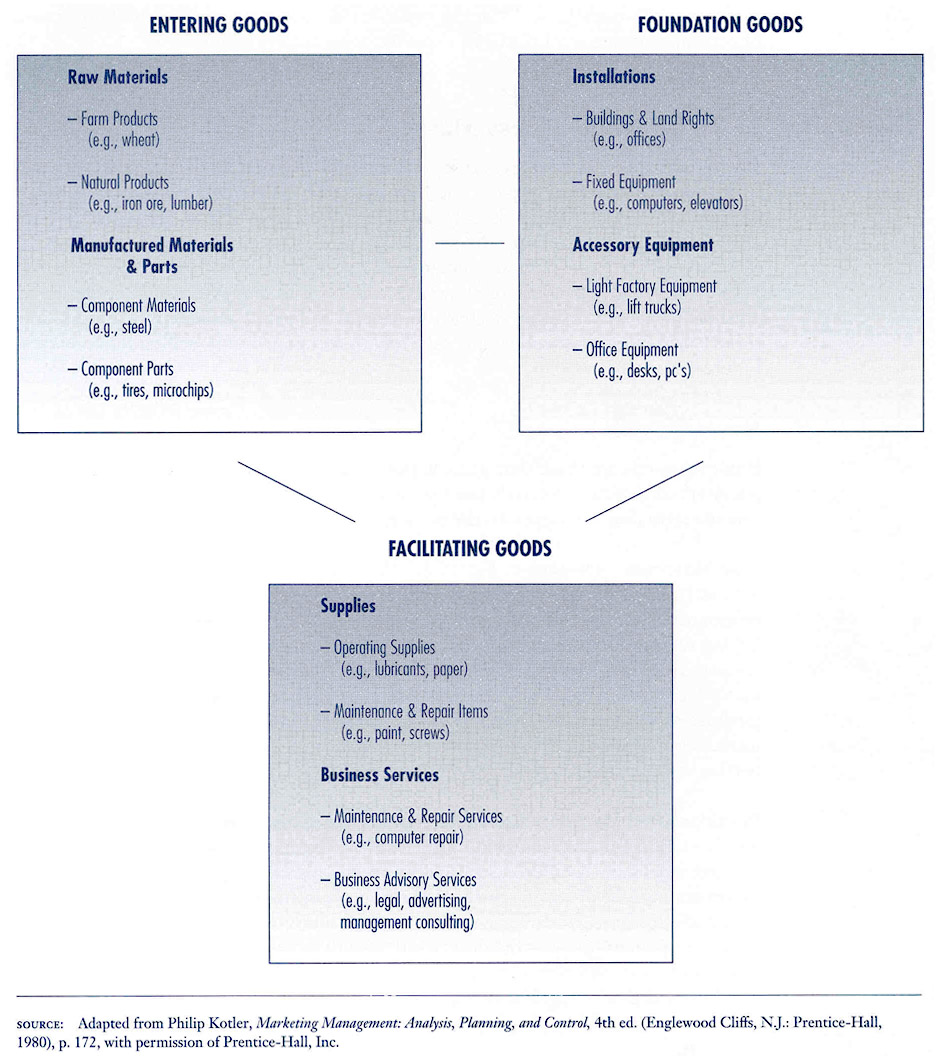 ENTERING GOODS
Raw Materials
– Farm Products
(e.g., wheat)
– Natural Products
(e.g., iron ore, lumber)
Manufactured Materials
& Parts
– Component Materials
(e.g., steel)
– Component Parts
(e.g., tires, microchips)
FOUNDATION GOODS
Installations
– Buildings & Land Rights
(e.g., offices)
– Fixed Equipment
(e.g., computers, elevators)
Accessory Equipment
– Light Factory Equipment
(e.g., lift trucks)
– Office Equipment
(e.g., desks, pc's)
FACILITATING GOODS
Supplies
– Operating Supplies
(e.g., lubricants, paper)
– Maintenance & Repair Items
(e.g., paint, screws)
Business Services
– Maintenance & Repair Services
(e.g., computer repair)
– Business Advisory Services
(e.g., legal, advertising,
management consulting)
SOURCE: Adapted from Philip Kotler, Marketing Management: Analysis, Planning, and Control, 4th ed. (Englewood Cliffs, N.J.: Prentice-Hall,
1980), p. 172, with permission of Prentice-Hall, Inc.